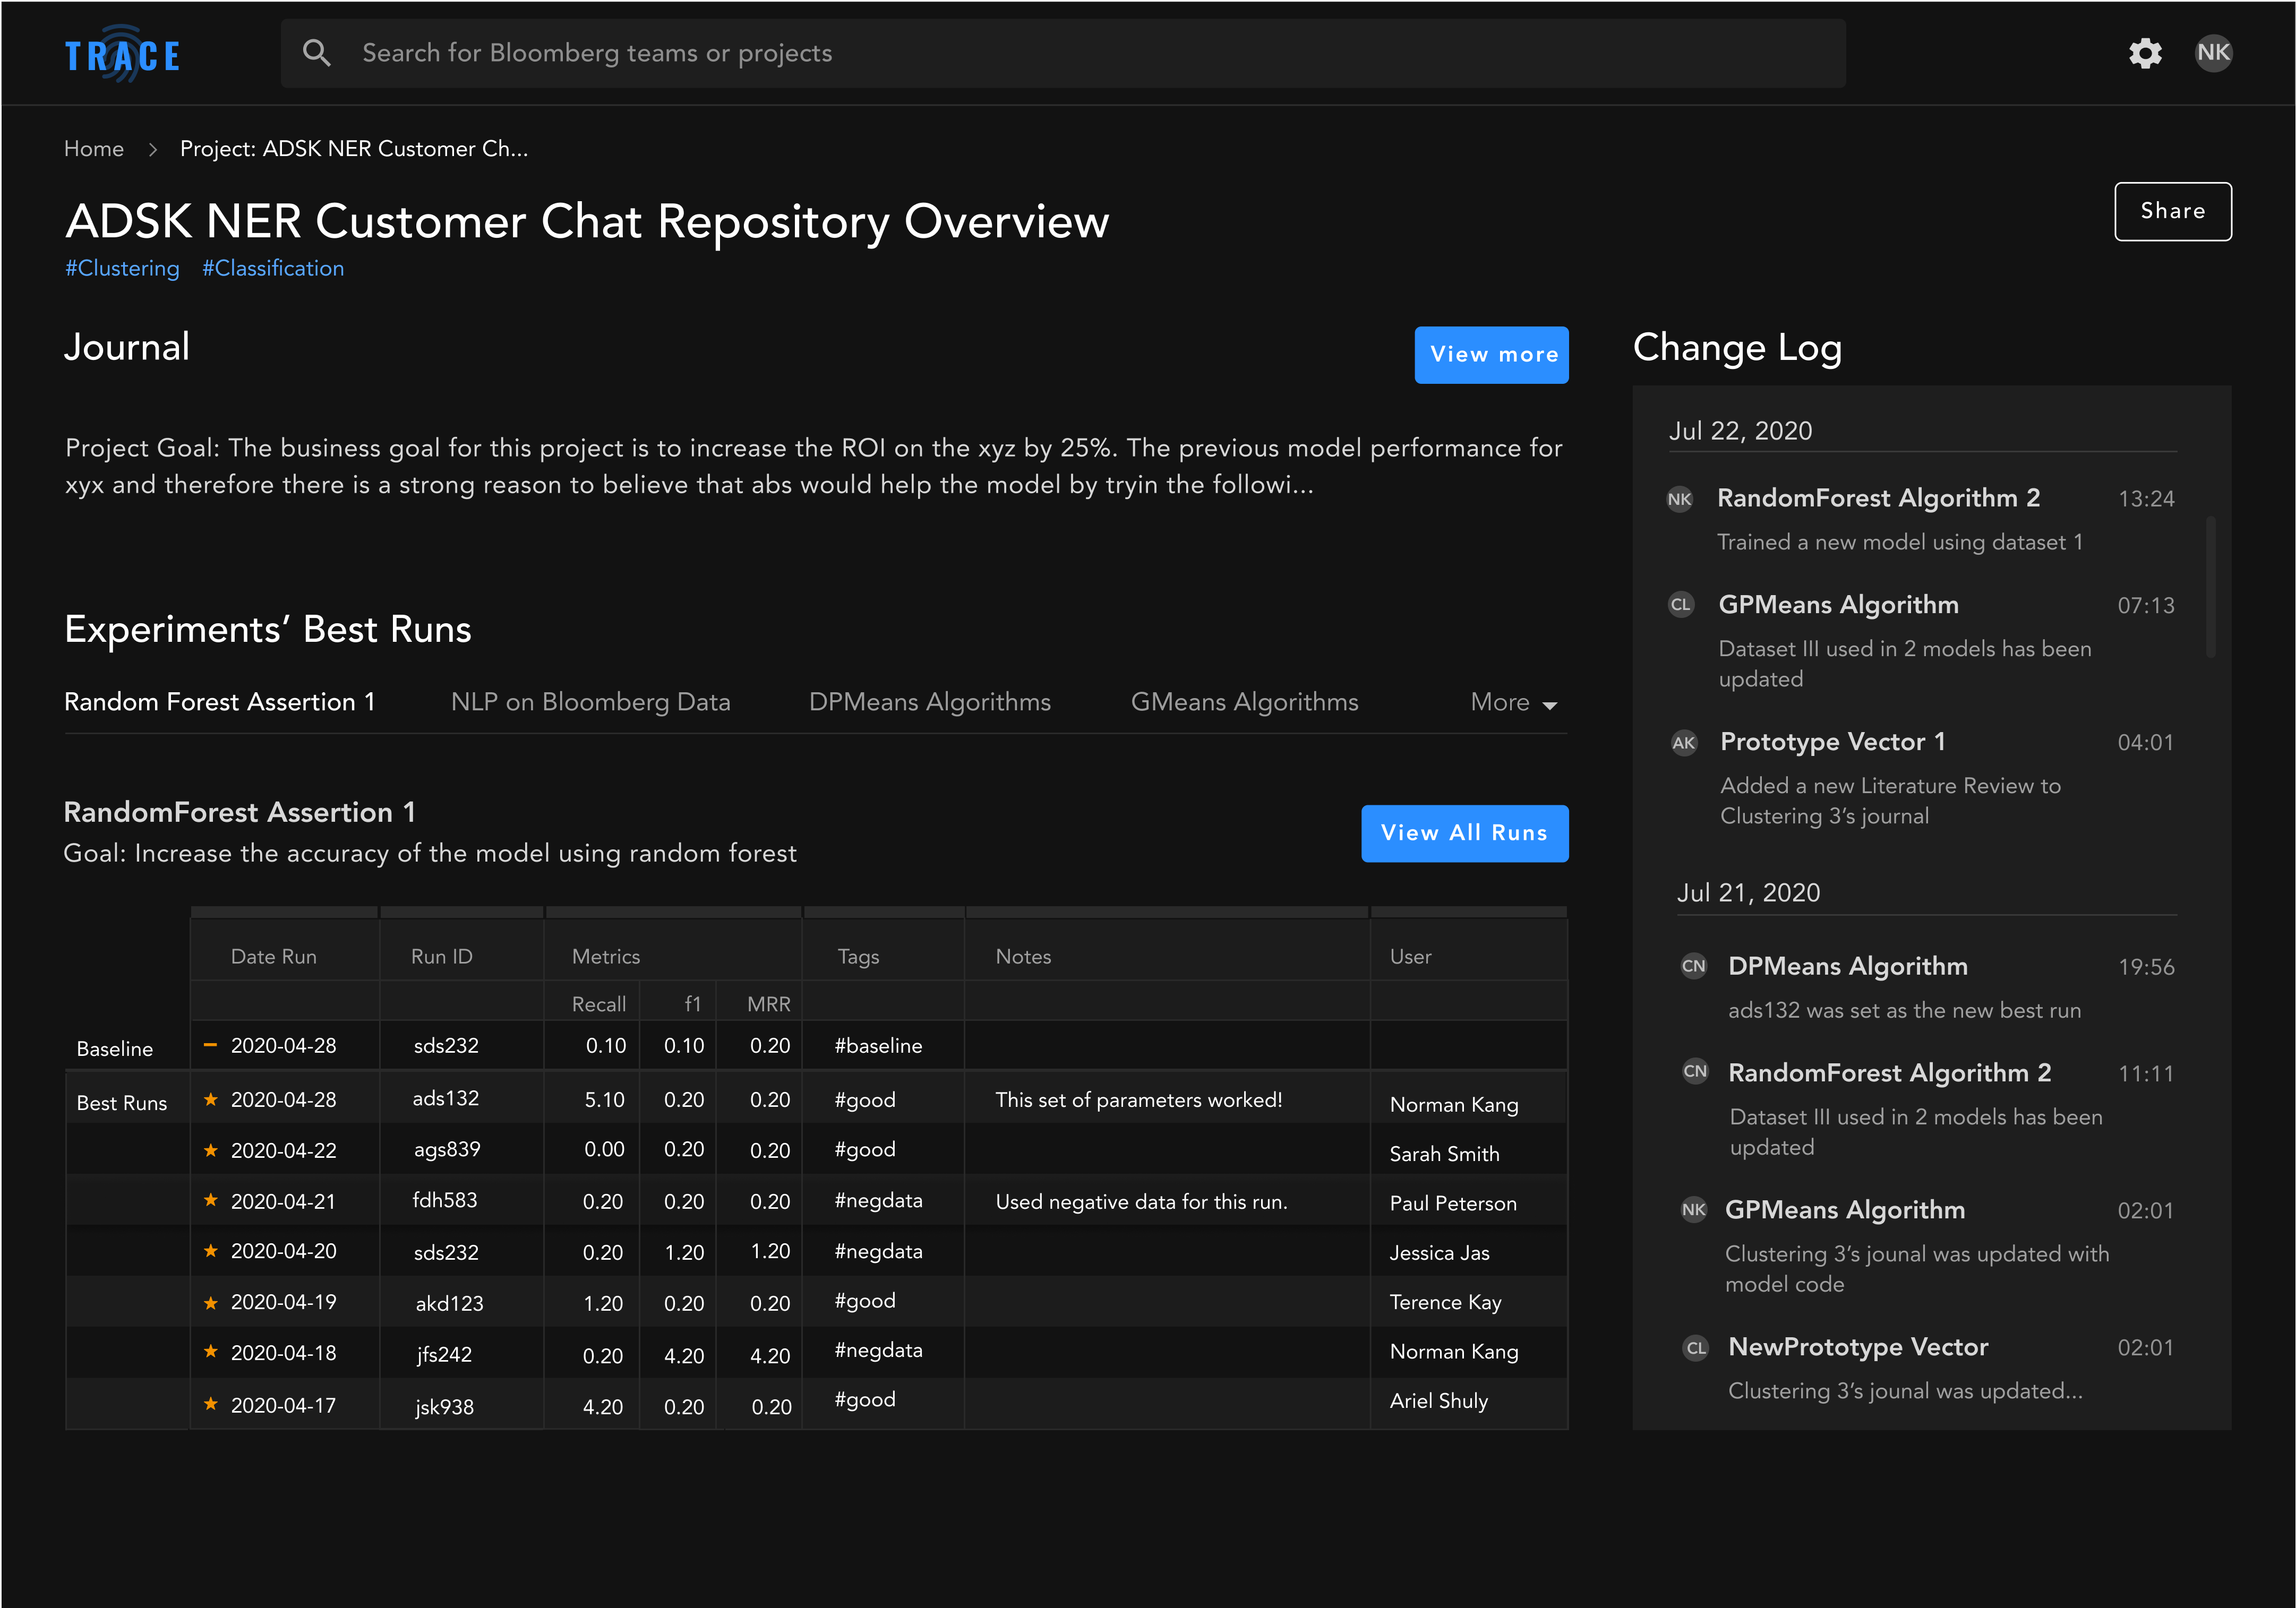 TRACE
Search for Bloomberg teams or projects
NK
Home > Project: ADSK NER Customer Ch...
ADSK NER Customer Chat Repository Overview
Share
#Clustering #Classification
Journal
View more
Project Goal: The business goal for this project is to increase the ROI on the xyz by 25%. The previous model performance for
xyx and therefore there is a strong reason to believe that abs would help the model by tryin the followi...
Experiments’ Best Runs
Random Forest Assertion 1 NLP on Bloomberg Data DPMeans Algorithms GMeans Algorithms More
RandomForest Assertion 1
Goal: Increase the accuracy of the model using random forest
View All Runs
Date Run Run ID Metrics Tags Notes User
Recall f1 MRR
Baseline 2020-04-28 sds232 0.10 0.10 0.20 #baseline
Best Runs 2020-04-28 ads132 5.10 0.20 0.20 #good This set of parameters worked! Norman Kang
2020-04-22 ags839 0.00 0.20 0.20 #good Sarah Smith
2020-04-21 fdh583 0.20 0.20 0.20 #negdata Used negative data for this run. Paul Peterson
2020-04-20 sds232 0.20 1.20 1.20 #negdata Jessica Jas
2020-04-19 akd123 1.20 0.20 0.20 #good Terence Kay
2020-04-18 jfs242 0.20 4.20 4.20 #negdata Norman Kang
2020-04-17 jsk938 4.20 0.20 0.20 #good Ariel Shuly
Change Log
Jul 22, 2020
NK RandomForest Algorithm 2 13:24
Trained a new model using dataset 1
CL GPMeans Algorithm 07:13
Dataset III used in 2 models has been
updated
AK Prototype Vector 1 04:01
Added a new Literature Review to
Clustering 3’s journal
Jul 21, 2020
CN DPMeans Algorithm 19:56
ads132 was set as the new best run
CN RandomForest Algorithm 2 11:11
Dataset III used in 2 models has been
updated
NK GPMeans Algorithm 02:01
Clustering 3’s jounal was updated with
model code
CL NewPrototype Vector 02:01
Clustering 3’s jounal was updated...